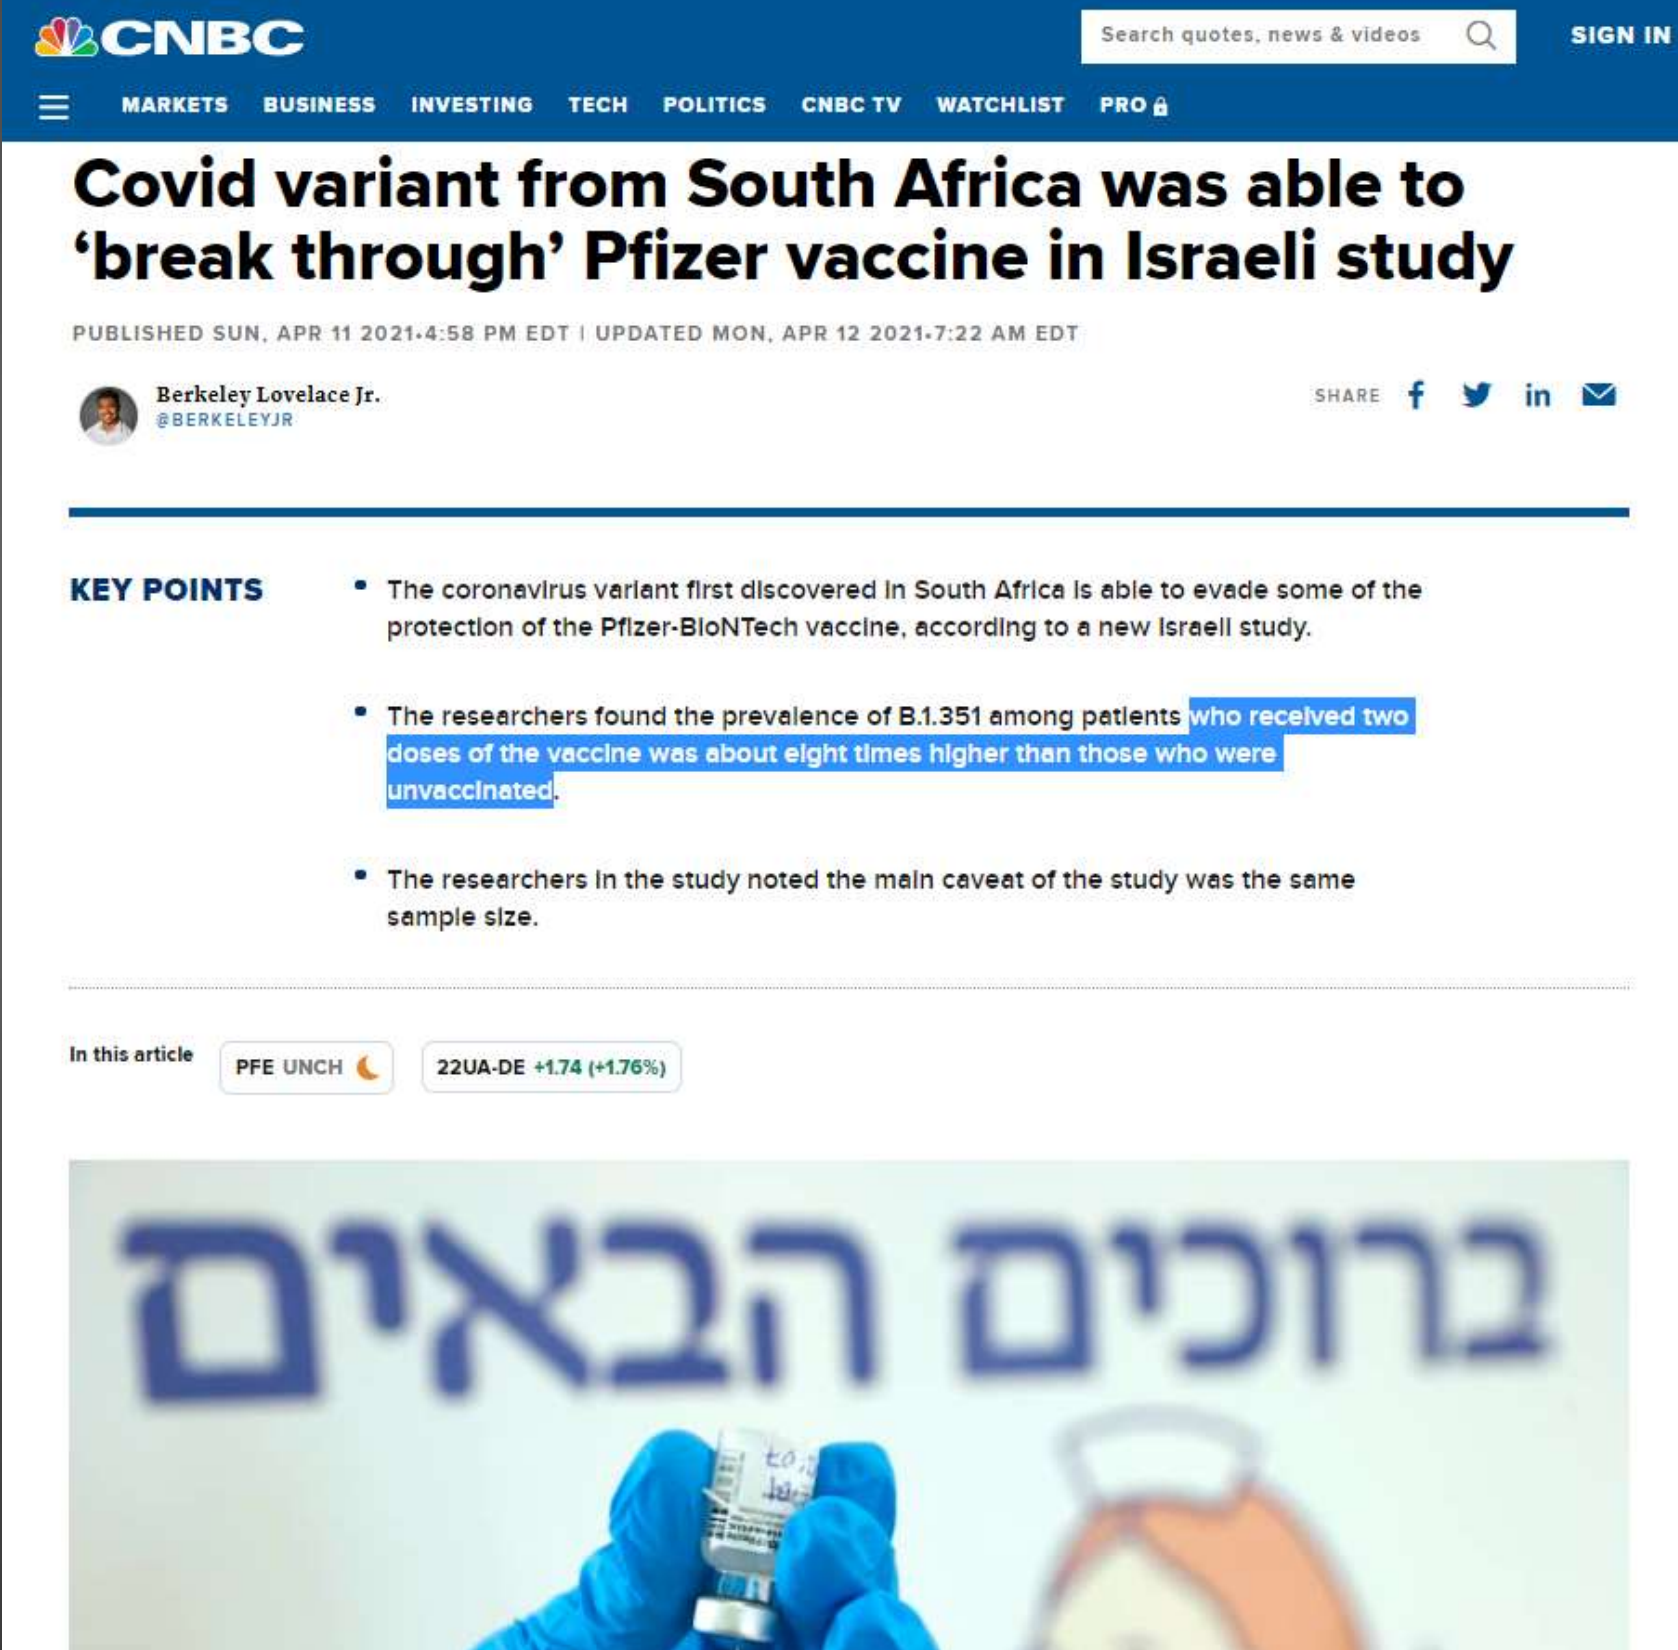 CNBC
Search quotes, news & videos
SIGN IN
MARKETS BUSINESS INVESTING TECH POLITICS CNBC TV WATCHLIST PRO
Covid variant from South Africa was able to
‘break through’ Pfizer vaccine in Israeli study
PUBLISHED SUN, APR 11 2021•4:58 PM EDT | UPDATED MON, APR 12 2021•7:22 AM EDT
Berkeley Lovelace Jr.
@BERKELEYJR
SHARE
KEY POINTS
• The coronavirus variant first discovered in South Africa is able to evade some of the
protection of the Pfizer-BioNTech vaccine, according to a new Israeli study.
• The researchers found the prevalence of B.1.351 among patients who received two
doses of the vaccine was about eight times higher than those who were
unvaccinated.
• The researchers in the study noted the main caveat of the study was the same
sample size.
In this article
PFE UNCH
22UA-DE +1.74 (+1.76%)
ברוכים הבאים